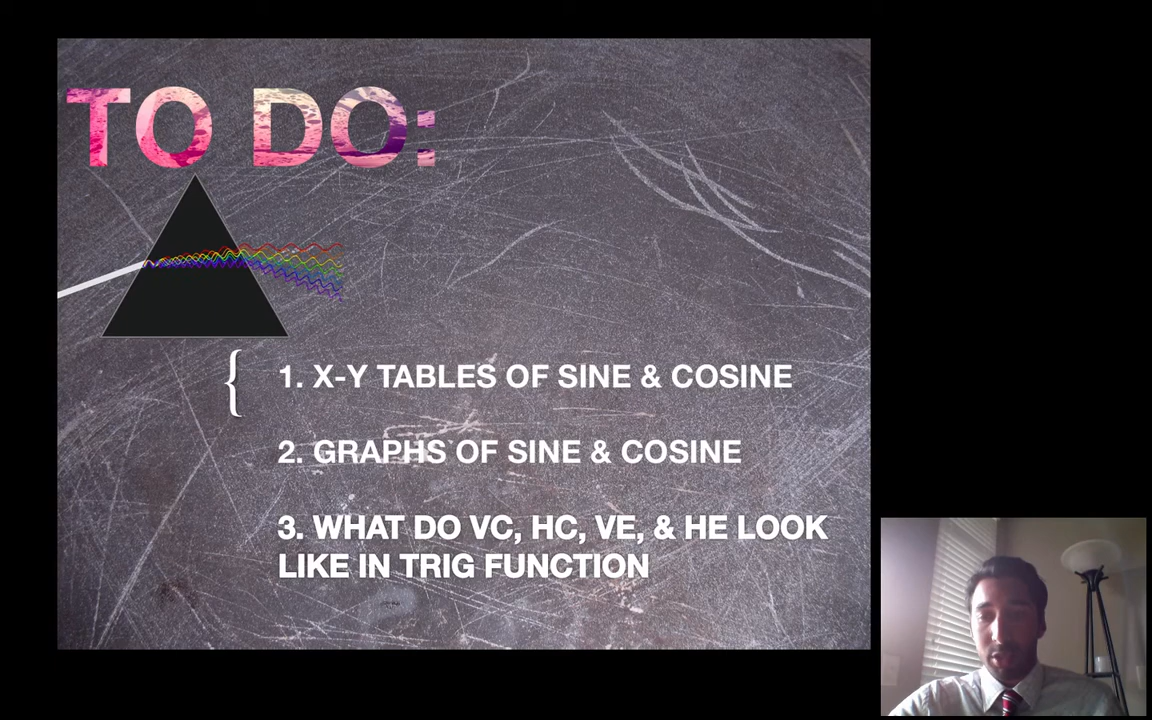 TO DO:
1. X-Y TABLES OF SINE & COSINE
2. GRAPHS OF SINE & COSINE
3. WHAT DO VC, HC, VE, & HE LOOK
LIKE IN TRIG FUNCTION